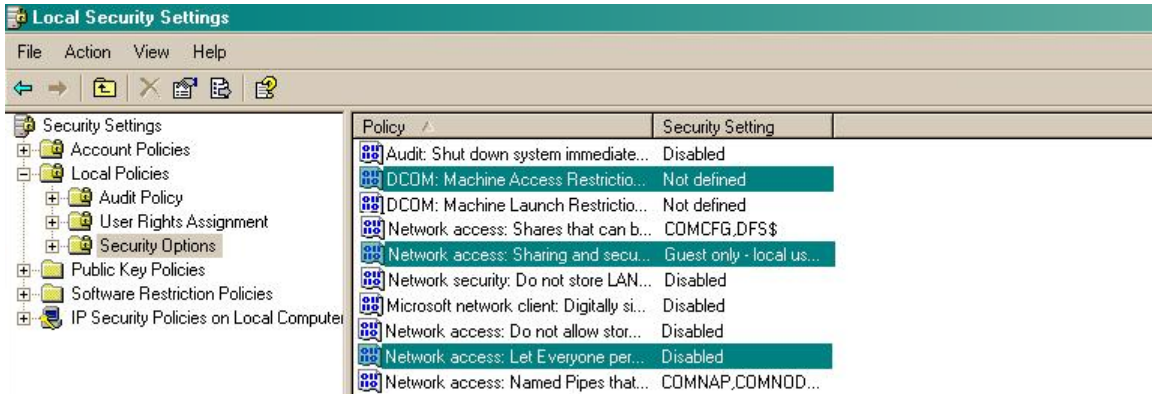 Local Security Settings
File Action View Help
Security Settings
Account Policies
Local Policies
Audit Policy
User Rights Assignment
Security Options
Public Key Policies
Software Restriction Policies
IP Security Policies on Local Computer
Policy Security Setting
Audit: Shut down system immediate... Disabled
DCOM: Machine Access Restrictio... Not defined
DCOM: Machine Launch Restrictio... Not defined
Network access: Shares that can b... COMCFG,DFS$
Network access: Sharing and secu... Guest only - local us...
Network security: Do not store LAN... Disabled
Microsoft network client: Digitally si... Disabled
Network access: Do not allow stor... Disabled
Network access: Let Everyone per... Disabled
Network access: Named Pipes that... COMNAP,COMNOD...